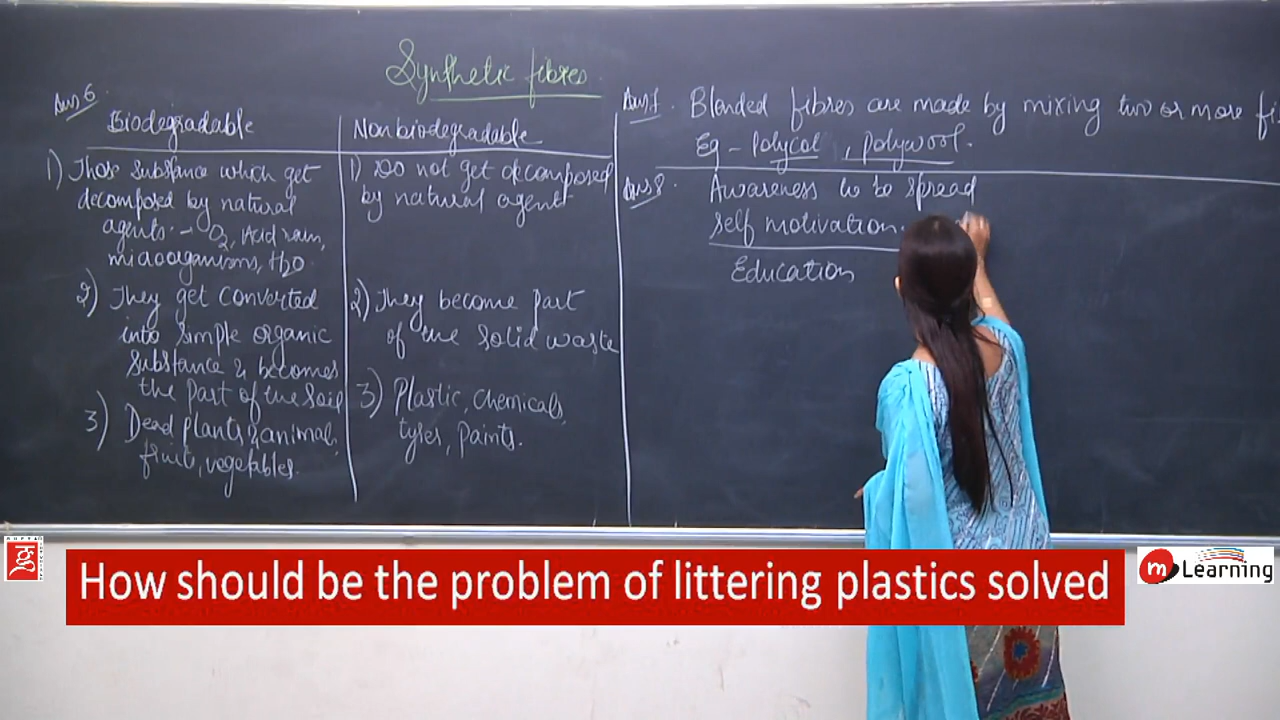 Synthetic fibres
Ans 6
Biodegradable
1) Those substance which get
decomposed by natural
agents - O2, Acid rain,
microorganisms, H2O
2) They get converted
into simple organic
substance & becomes
the part of the soil
3) Dead plants & animal,
fruits, vegetables.
Nonbiodegradable
1) Do not get decomposed
by natural agent
2) They become part
of the solid waste
3) Plastic, chemicals,
tyres, paints.
Ans 7. Blended fibres are made by mixing two or more fi
Eg - Polycot, polywool.
Ans 8. Awareness to be spread
self motivation.
Education
How should be the problem of littering plastics solved
m Learning